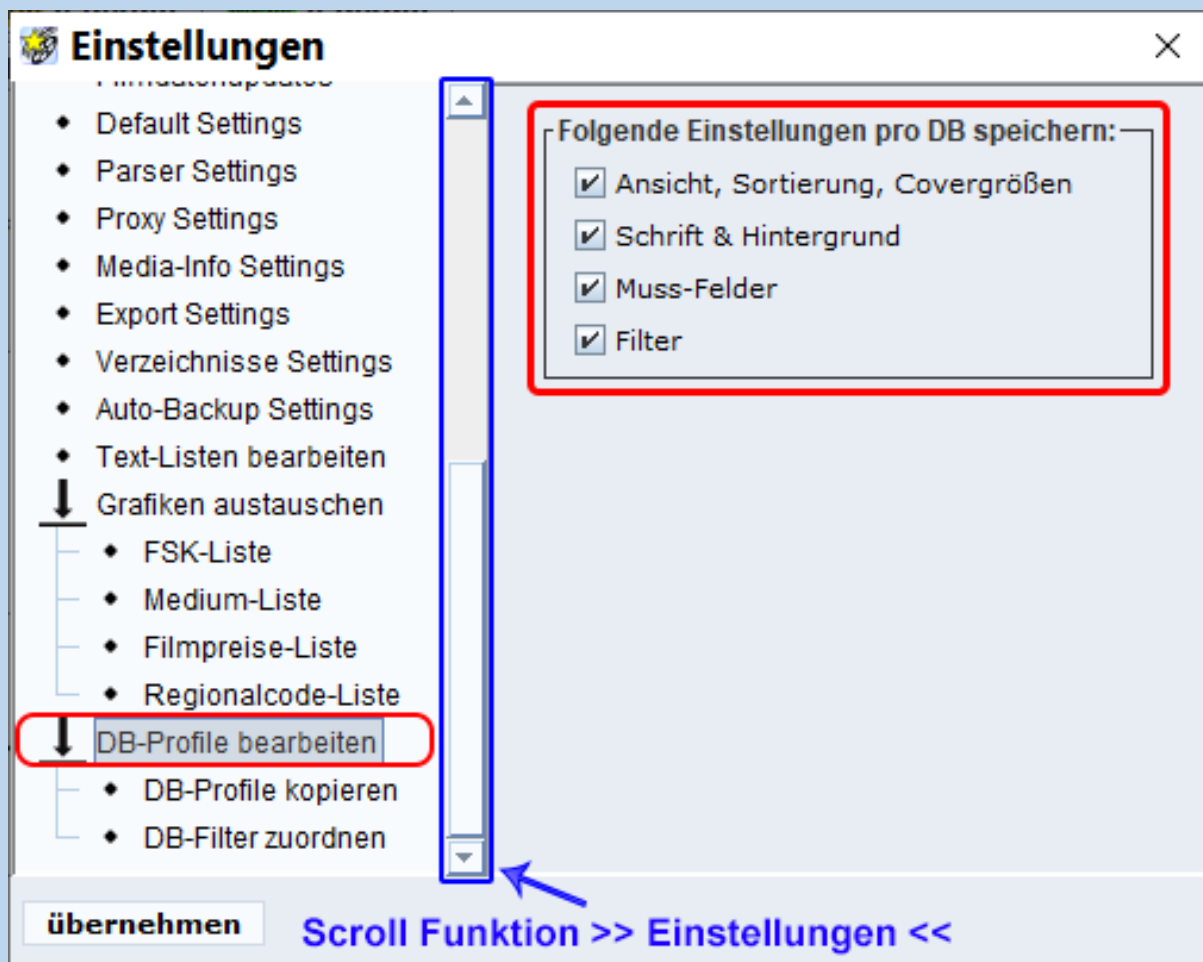 Einstellungen
Default Settings
Parser Settings
Proxy Settings
Media-Info Settings
Export Settings
Verzeichnisse Settings
Auto-Backup Settings
Text-Listen bearbeiten
Grafiken austauschen
FSK-Liste
Medium-Liste
Filmpreise-Liste
Regionalcode-Liste
DB-Profile bearbeiten
DB-Profile kopieren
DB-Filter zuordnen
Folgende Einstellungen pro DB speichern:
Ansicht, Sortierung, Covergrößen
Schrift & Hintergrund
Muss-Felder
Filter
übernehmen
Scroll Funktion >> Einstellungen <<